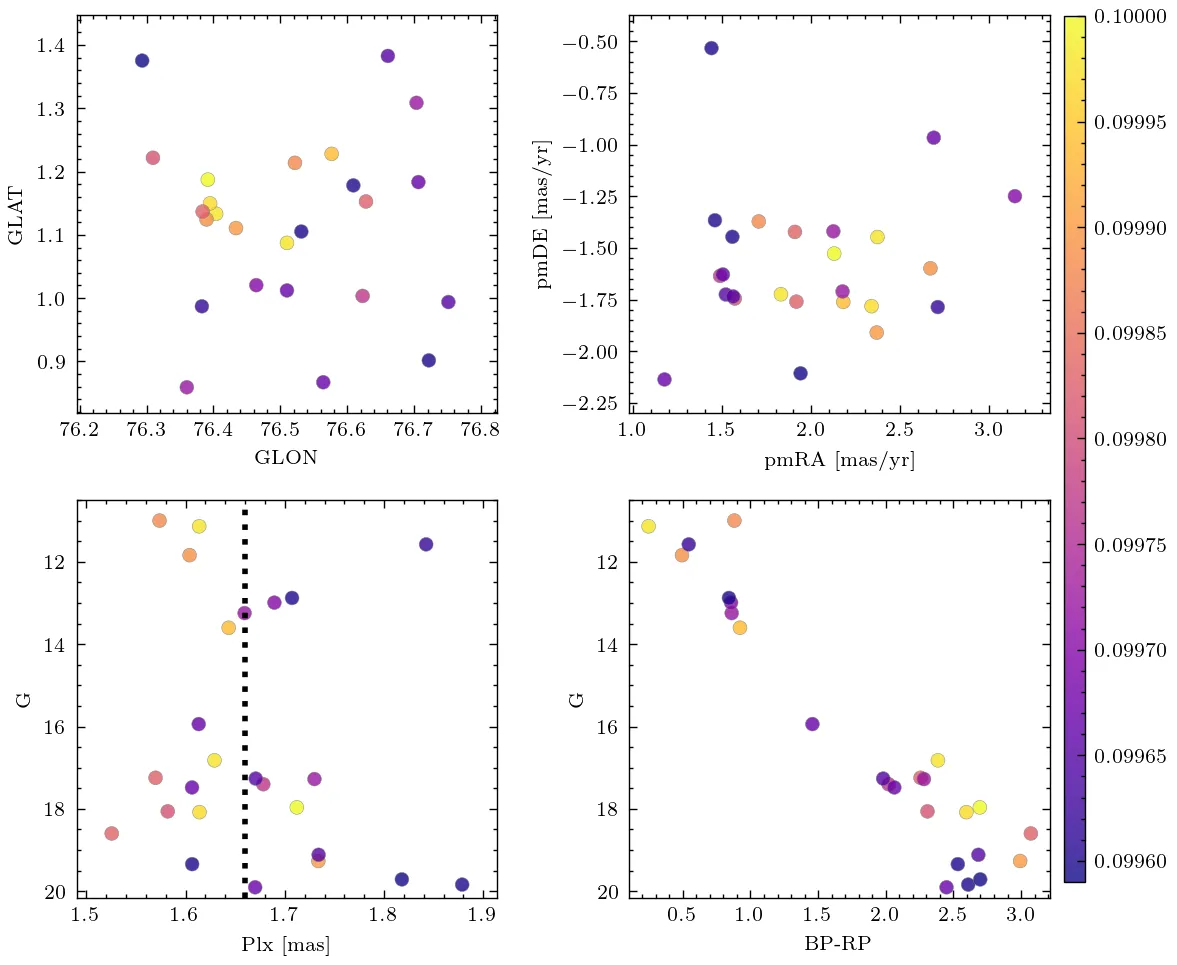 1.4
1.3
1.2
1.1
1.0
0.9
GLAT
76.2 76.3 76.4 76.5 76.6 76.7 76.8
GLON
−0.50
−0.75
−1.00
−1.25
−1.50
−1.75
−2.00
−2.25
pmDE [mas/yr]
1.0 1.5 2.0 2.5 3.0
pmRA [mas/yr]
0.10000
0.09995
0.09990
0.09985
0.09980
0.09975
0.09970
0.09965
0.09960
12
14
16
18
20
G
1.5 1.6 1.7 1.8 1.9
Plx [mas]
12
14
16
18
20
G
0.5 1.0 1.5 2.0 2.5 3.0
BP-RP